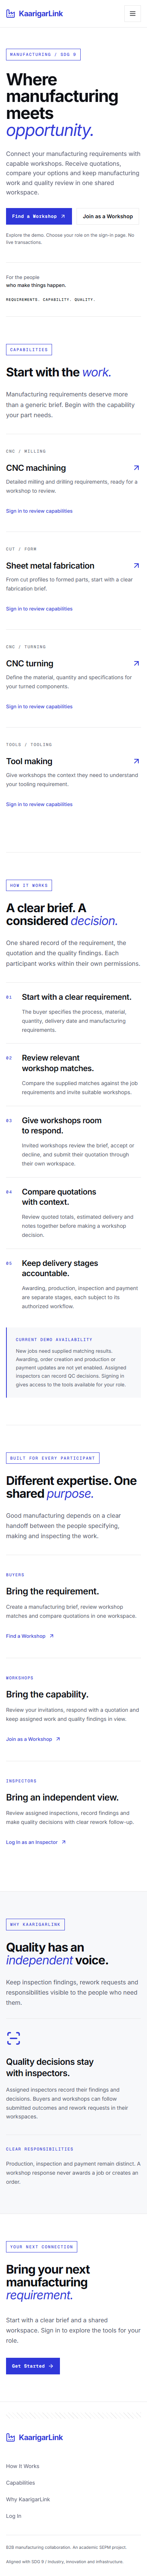 KaarigarLink
MANUFACTURING / SDG 9
Where
manufacturing
meets
opportunity.
Connect your manufacturing requirements with
capable workshops. Receive quotations,
compare your options and keep manufacturing
work and quality review in one shared
workspace.
Find a Workshop
Join as a Workshop
Explore the demo. Choose your role on the sign-in page. No
live transactions.
For the people
who make things happen.
REQUIREMENTS. CAPABILITY. QUALITY.
CAPABILITIES
Start with the work.
Manufacturing requirements deserve more
than a generic brief. Begin with the capability
your part needs.
CNC / MILLING
CNC machining
Detailed milling and drilling requirements, ready for a
workshop to review.
Sign in to review capabilities
CUT / FORM
Sheet metal fabrication
From cut profiles to formed parts, start with a clear
fabrication brief.
Sign in to review capabilities
CNC / TURNING
CNC turning
Define the material, quantity and specifications for
your turned components.
Sign in to review capabilities
TOOLS / TOOLING
Tool making
Give workshops the context they need to understand
your tooling requirement.
Sign in to review capabilities
HOW IT WORKS
A clear brief. A
considered decision.
One shared record of the requirement, the
quotation and the quality findings. Each
participant works within their own permissions.
01 Start with a clear requirement.
The buyer specifies the process, material,
quantity, delivery date and manufacturing
requirements.
02 Review relevant
workshop matches.
Compare the supplied matches against the job
requirements and invite suitable workshops.
03 Give workshops room
to respond.
Invited workshops review the brief, accept or
decline, and submit their quotation through
their own workspace.
04 Compare quotations
with context.
Review quoted totals, estimated delivery and
notes together before making a workshop
decision.
05 Keep delivery stages
accountable.
Awarding, production, inspection and payment
are separate stages, each subject to its
authorized workflow.
CURRENT DEMO AVAILABILITY
New jobs need supplied matching results.
Awarding, order creation and production or
payment updates are not yet enabled. Assigned
inspectors can record QC decisions. Signing in
gives access to the tools available for your role.
BUILT FOR EVERY PARTICIPANT
Different expertise. One
shared purpose.
Good manufacturing depends on a clear
handoff between the people specifying,
making and inspecting the work.
BUYERS
Bring the requirement.
Create a manufacturing brief, review workshop
matches and compare quotations in one workspace.
Find a Workshop
WORKSHOPS
Bring the capability.
Review your invitations, respond with a quotation and
keep assigned work and quality findings in view.
Join as a Workshop
INSPECTORS
Bring an independent view.
Review assigned inspections, record findings and
make quality decisions with clear rework follow-up.
Log In as an Inspector
WHY KAARIGARLINK
Quality has an
independent voice.
Keep inspection findings, rework requests and
responsibilities visible to the people who need
them.
Quality decisions stay
with inspectors.
Assigned inspectors record their findings and
decisions. Buyers and workshops can follow the
submitted outcomes and rework requests in their
workspaces.
CLEAR RESPONSIBILITIES
Production, inspection and payment remain distinct. A
workshop response never awards a job or creates an
order.
YOUR NEXT CONNECTION
Bring your next
manufacturing
requirement.
Start with a clear brief and a shared
workspace. Sign in to explore the tools for your
role.
Get Started
KaarigarLink
How It Works
Capabilities
Why KaarigarLink
Log In
B2B manufacturing collaboration. An academic SEPM project.
Aligned with SDG 9 / Industry, innovation and infrastructure